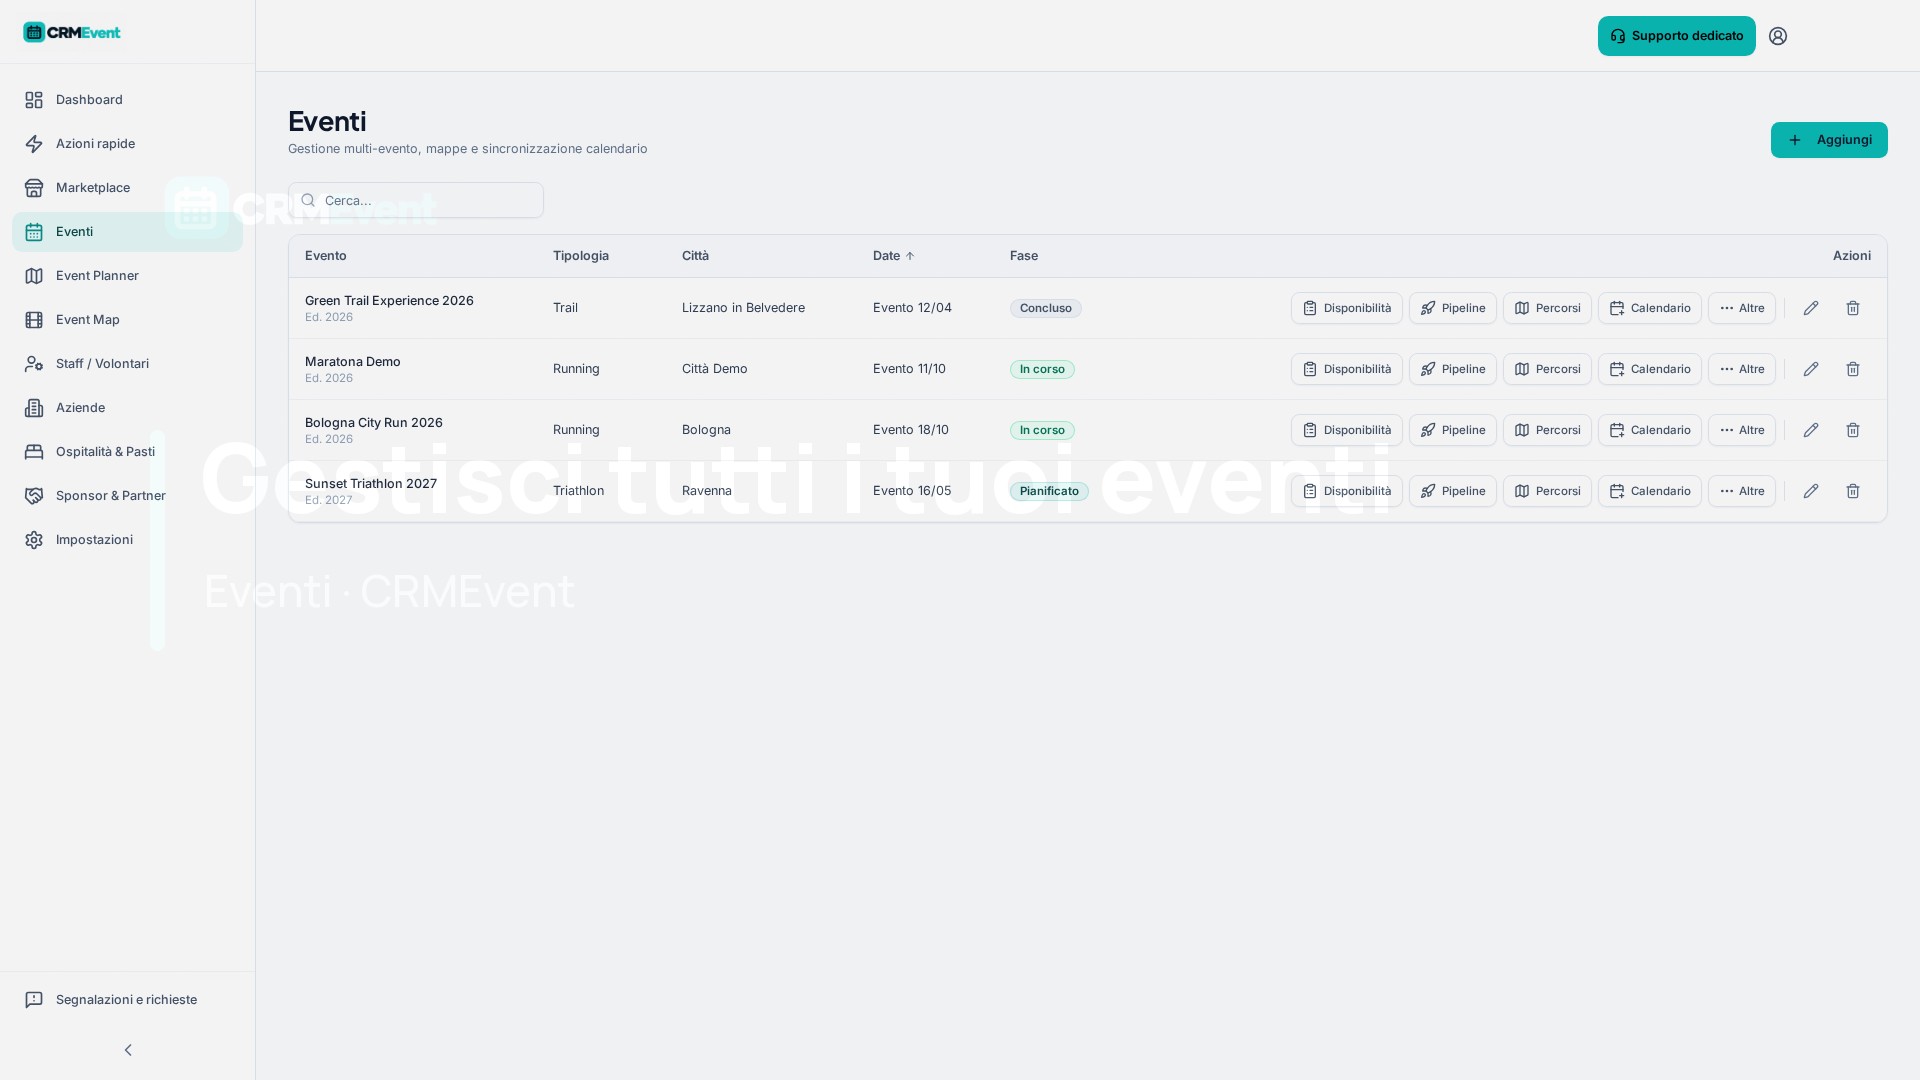 CRMEvent
Supporto dedicato
Dashboard
Azioni rapide
Marketplace
Eventi
Event Planner
Event Map
Staff / Volontari
Aziende
Ospitalità & Pasti
Sponsor & Partner
Impostazioni
Segnalazioni e richieste
Eventi
Gestione multi-evento, mappe e sincronizzazione calendario
Aggiungi
Cerca...
CRMEvent
Evento Tipologia Città Date Fase Azioni
Green Trail Experience 2026 Trail Lizzano in Belvedere Evento 12/04 Concluso Disponibilità Pipeline Percorsi Calendario Altre
Ed. 2026
Maratona Demo Running Città Demo Evento 11/10 In corso Disponibilità Pipeline Percorsi Calendario Altre
Ed. 2026
Bologna City Run 2026 Running Bologna Evento 18/10 In corso Disponibilità Pipeline Percorsi Calendario Altre
Ed. 2026
Sunset Triathlon 2027 Triathlon Ravenna Evento 16/05 Pianificato Disponibilità Pipeline Percorsi Calendario Altre
Ed. 2027
Gestisci tutti i tuoi eventi
Eventi · CRMEvent